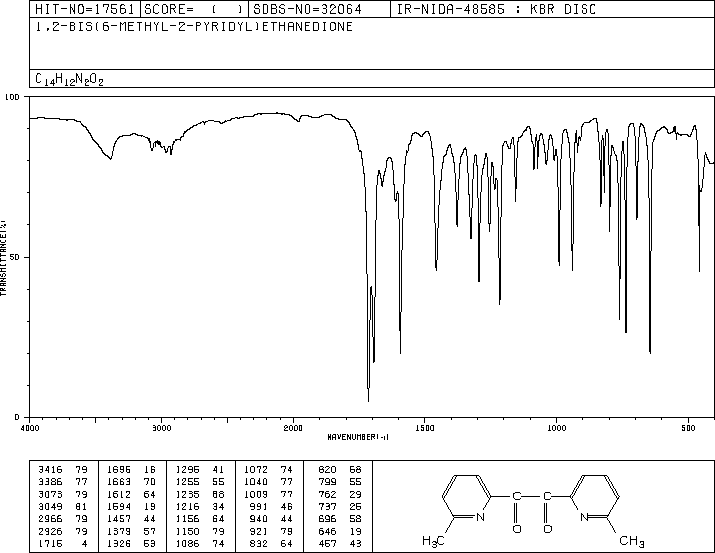 HIT-NO=17561 SCORE= ( ) SDBS-NO=32064 IR-NIDA-48585 : KBR DISC
1,2-BIS(6-METHYL-2-PYRIDYL)ETHANEDIONE
C14H12N2O2
100
50
0
TRANSMITTANCE(%)
4000 3000 2000 1500 1000 500
WAVENUMBER(-1)
3416 79 1696 16 1296 41 1072 74 820 68
3386 77 1663 70 1255 55 1040 77 799 55
3073 79 1612 64 1235 68 1009 77 762 29
3049 81 1594 19 1216 34 991 46 737 25
2966 79 1457 44 1156 64 940 44 696 58
2926 79 1379 57 1150 79 921 79 646 19
1715 4 1326 53 1086 74 832 64 457 43
N C C N
H3C O O CH3